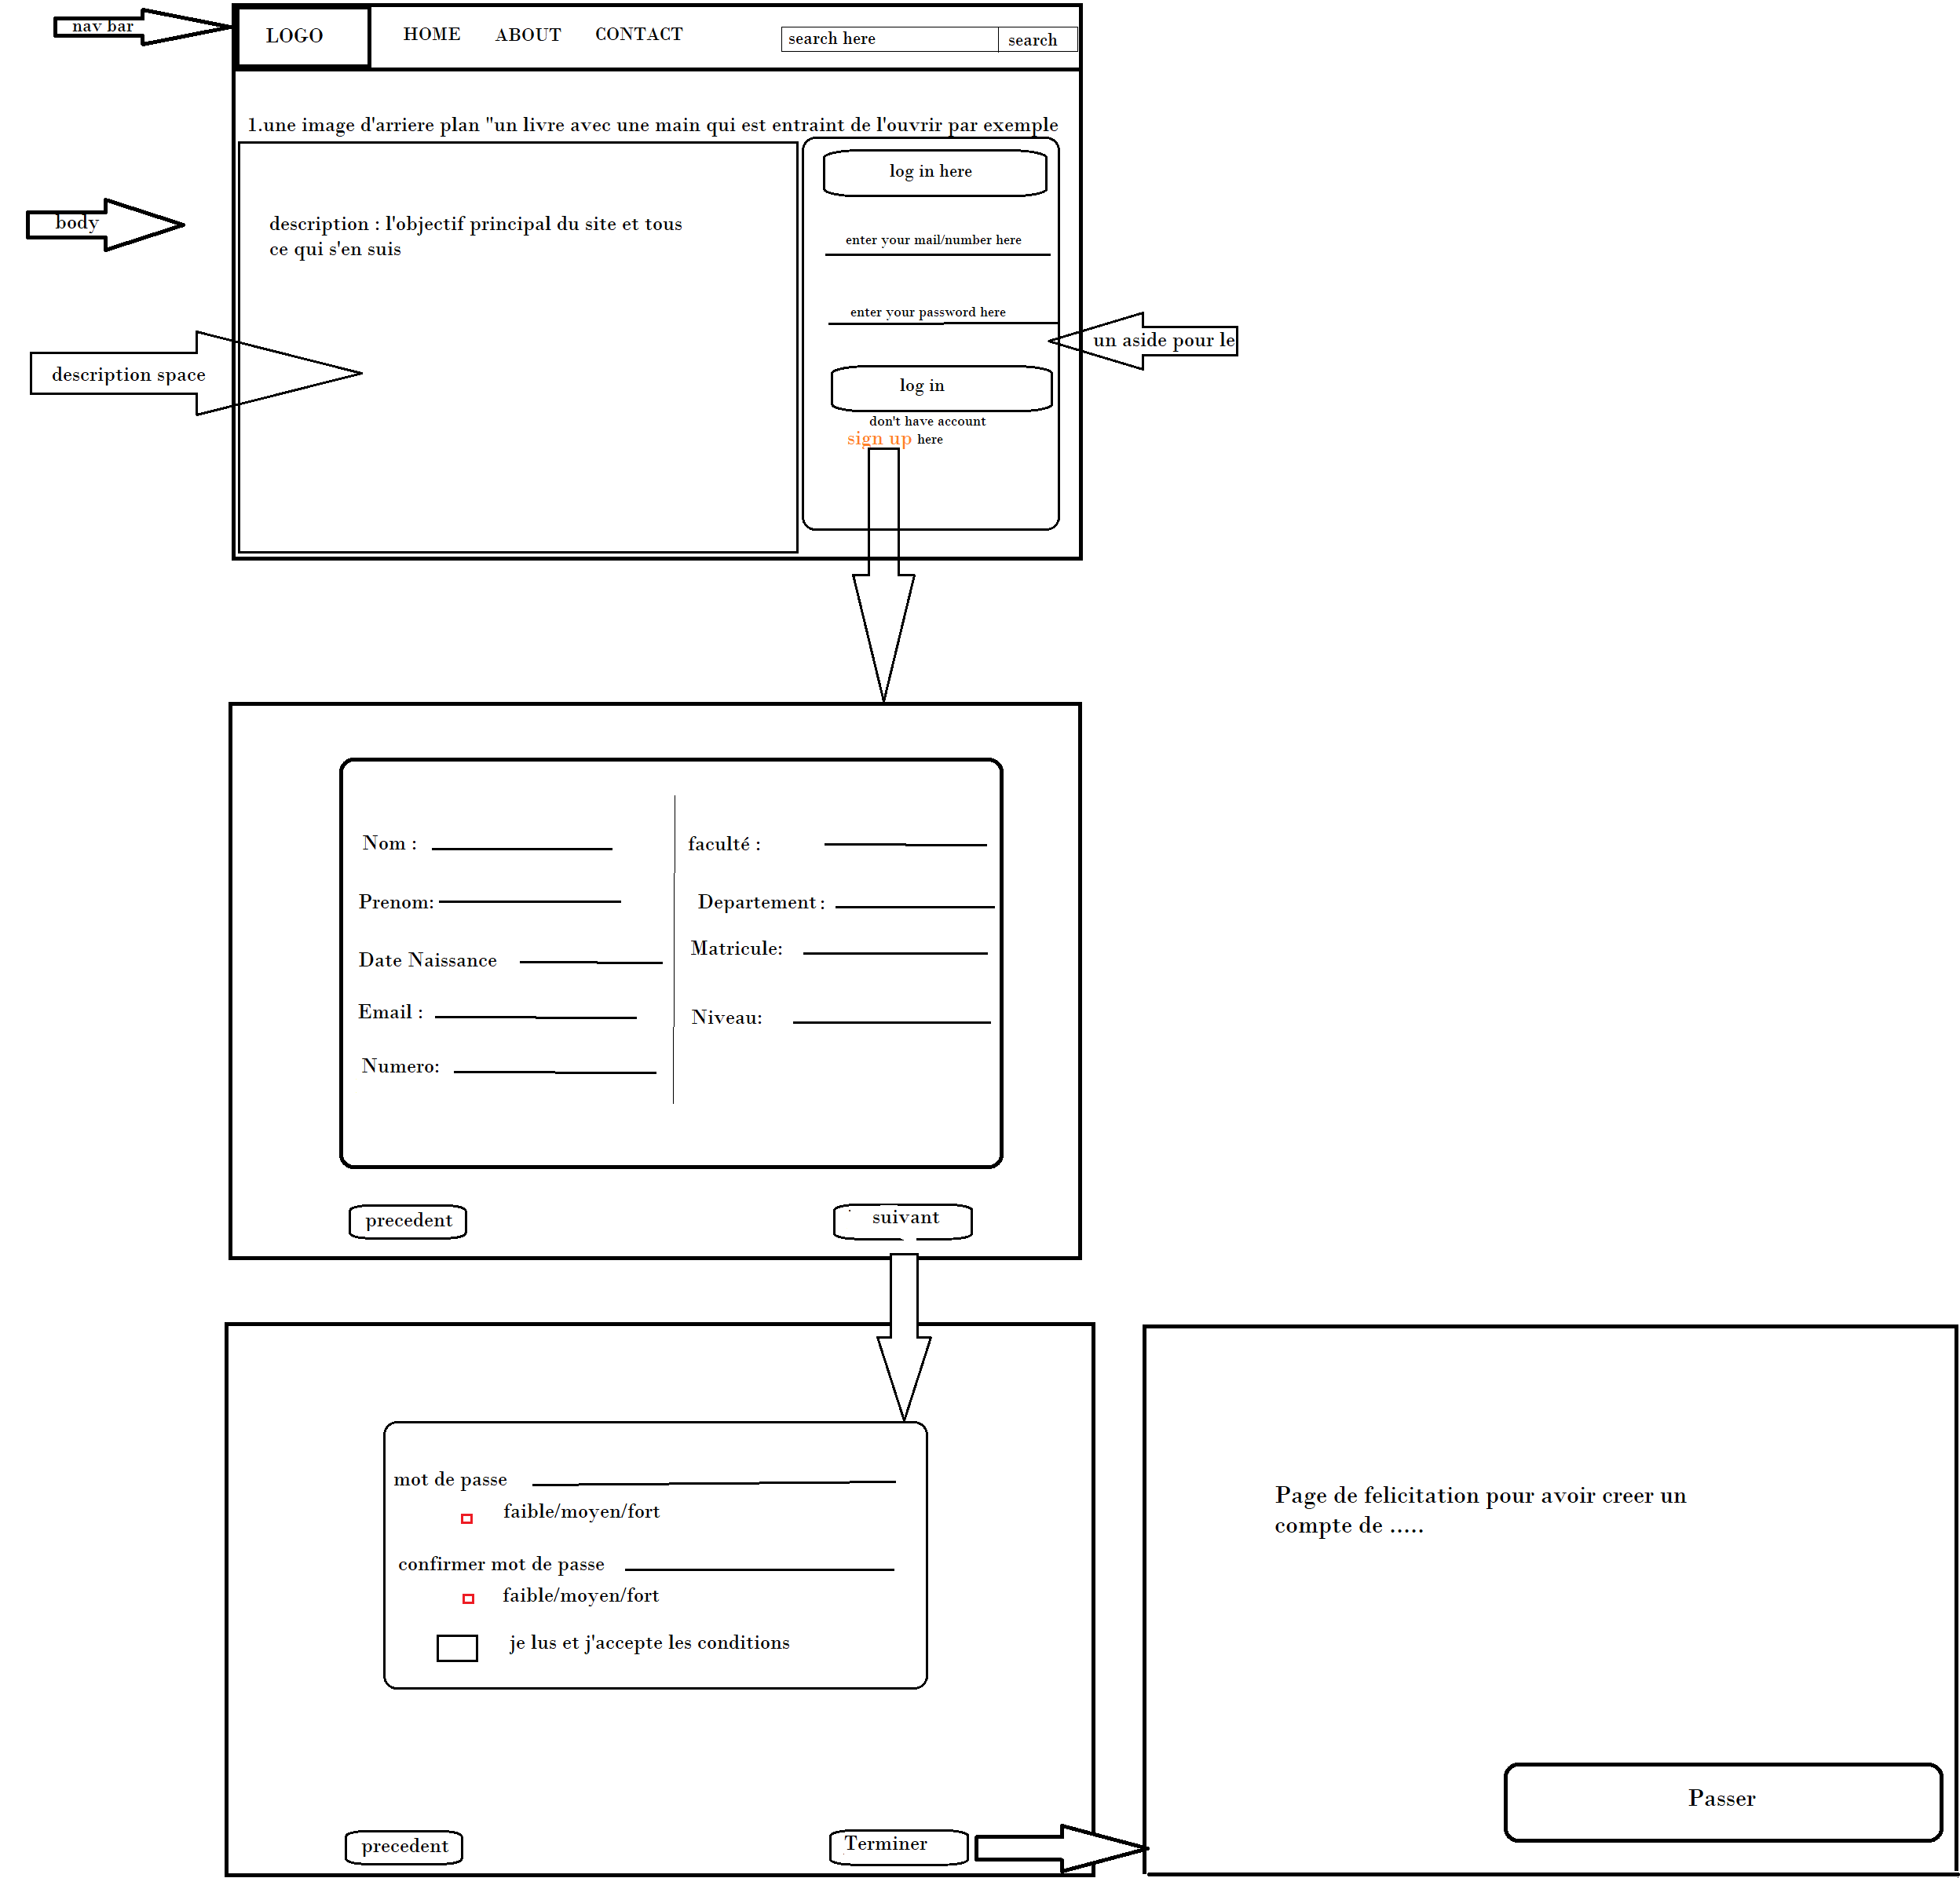 nav bar
LOGO
HOME
ABOUT
CONTACT
search here
search
1.une image d'arriere plan "un livre avec une main qui est entraint de l'ouvrir par exemple
body
description : l'objectif principal du site et tous
ce qui s'en suis
description space
log in here
enter your mail/number here
enter your password here
un aside pour le
log in
don't have account
sign up here
Nom :
Prenom:
Date Naissance
Email :
Numero:
faculté :
Departement :
Matricule:
Niveau:
precedent
suivant
mot de passe
faible/moyen/fort
confirmer mot de passe
faible/moyen/fort
je lus et j'accepte les conditions
precedent
Terminer
Page de felicitation pour avoir creer un
compte de .....
Passer